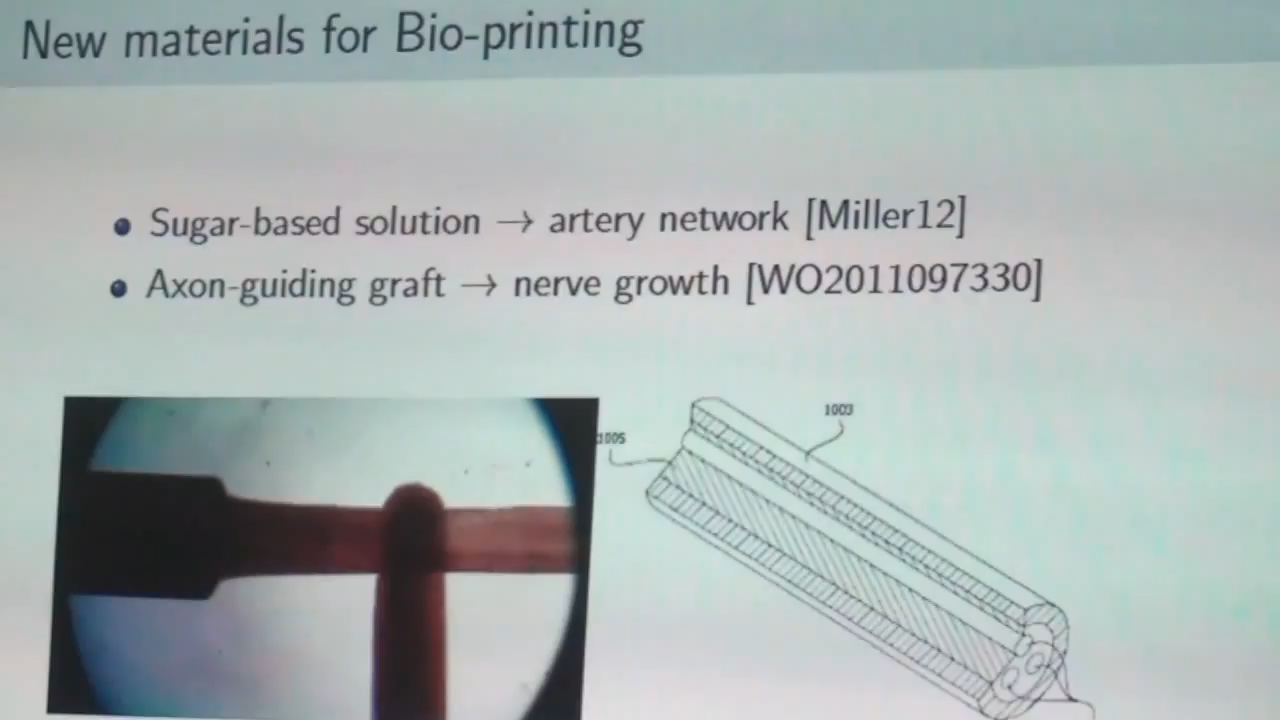 New materials for Bio-printing
Sugar-based solution → artery network [Miller12]
Axon-guiding graft → nerve growth [WO2011097330]
1003
1005